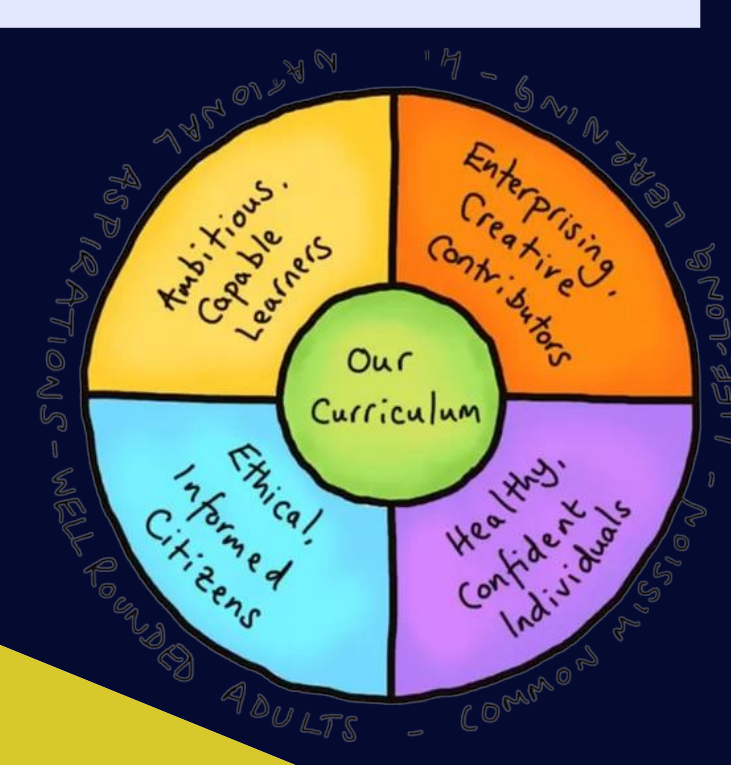 Ambitious,
Capable
Learners
Enterprising,
Creative
Contributors
Our
Curriculum
Ethical,
Informed
Citizens
Healthy,
Confident
Individuals
NATIONAL ASPIRATIONS - WELL ROUNDED ADULTS - COMMON MISSION - LIFE-LONG LEARNING -